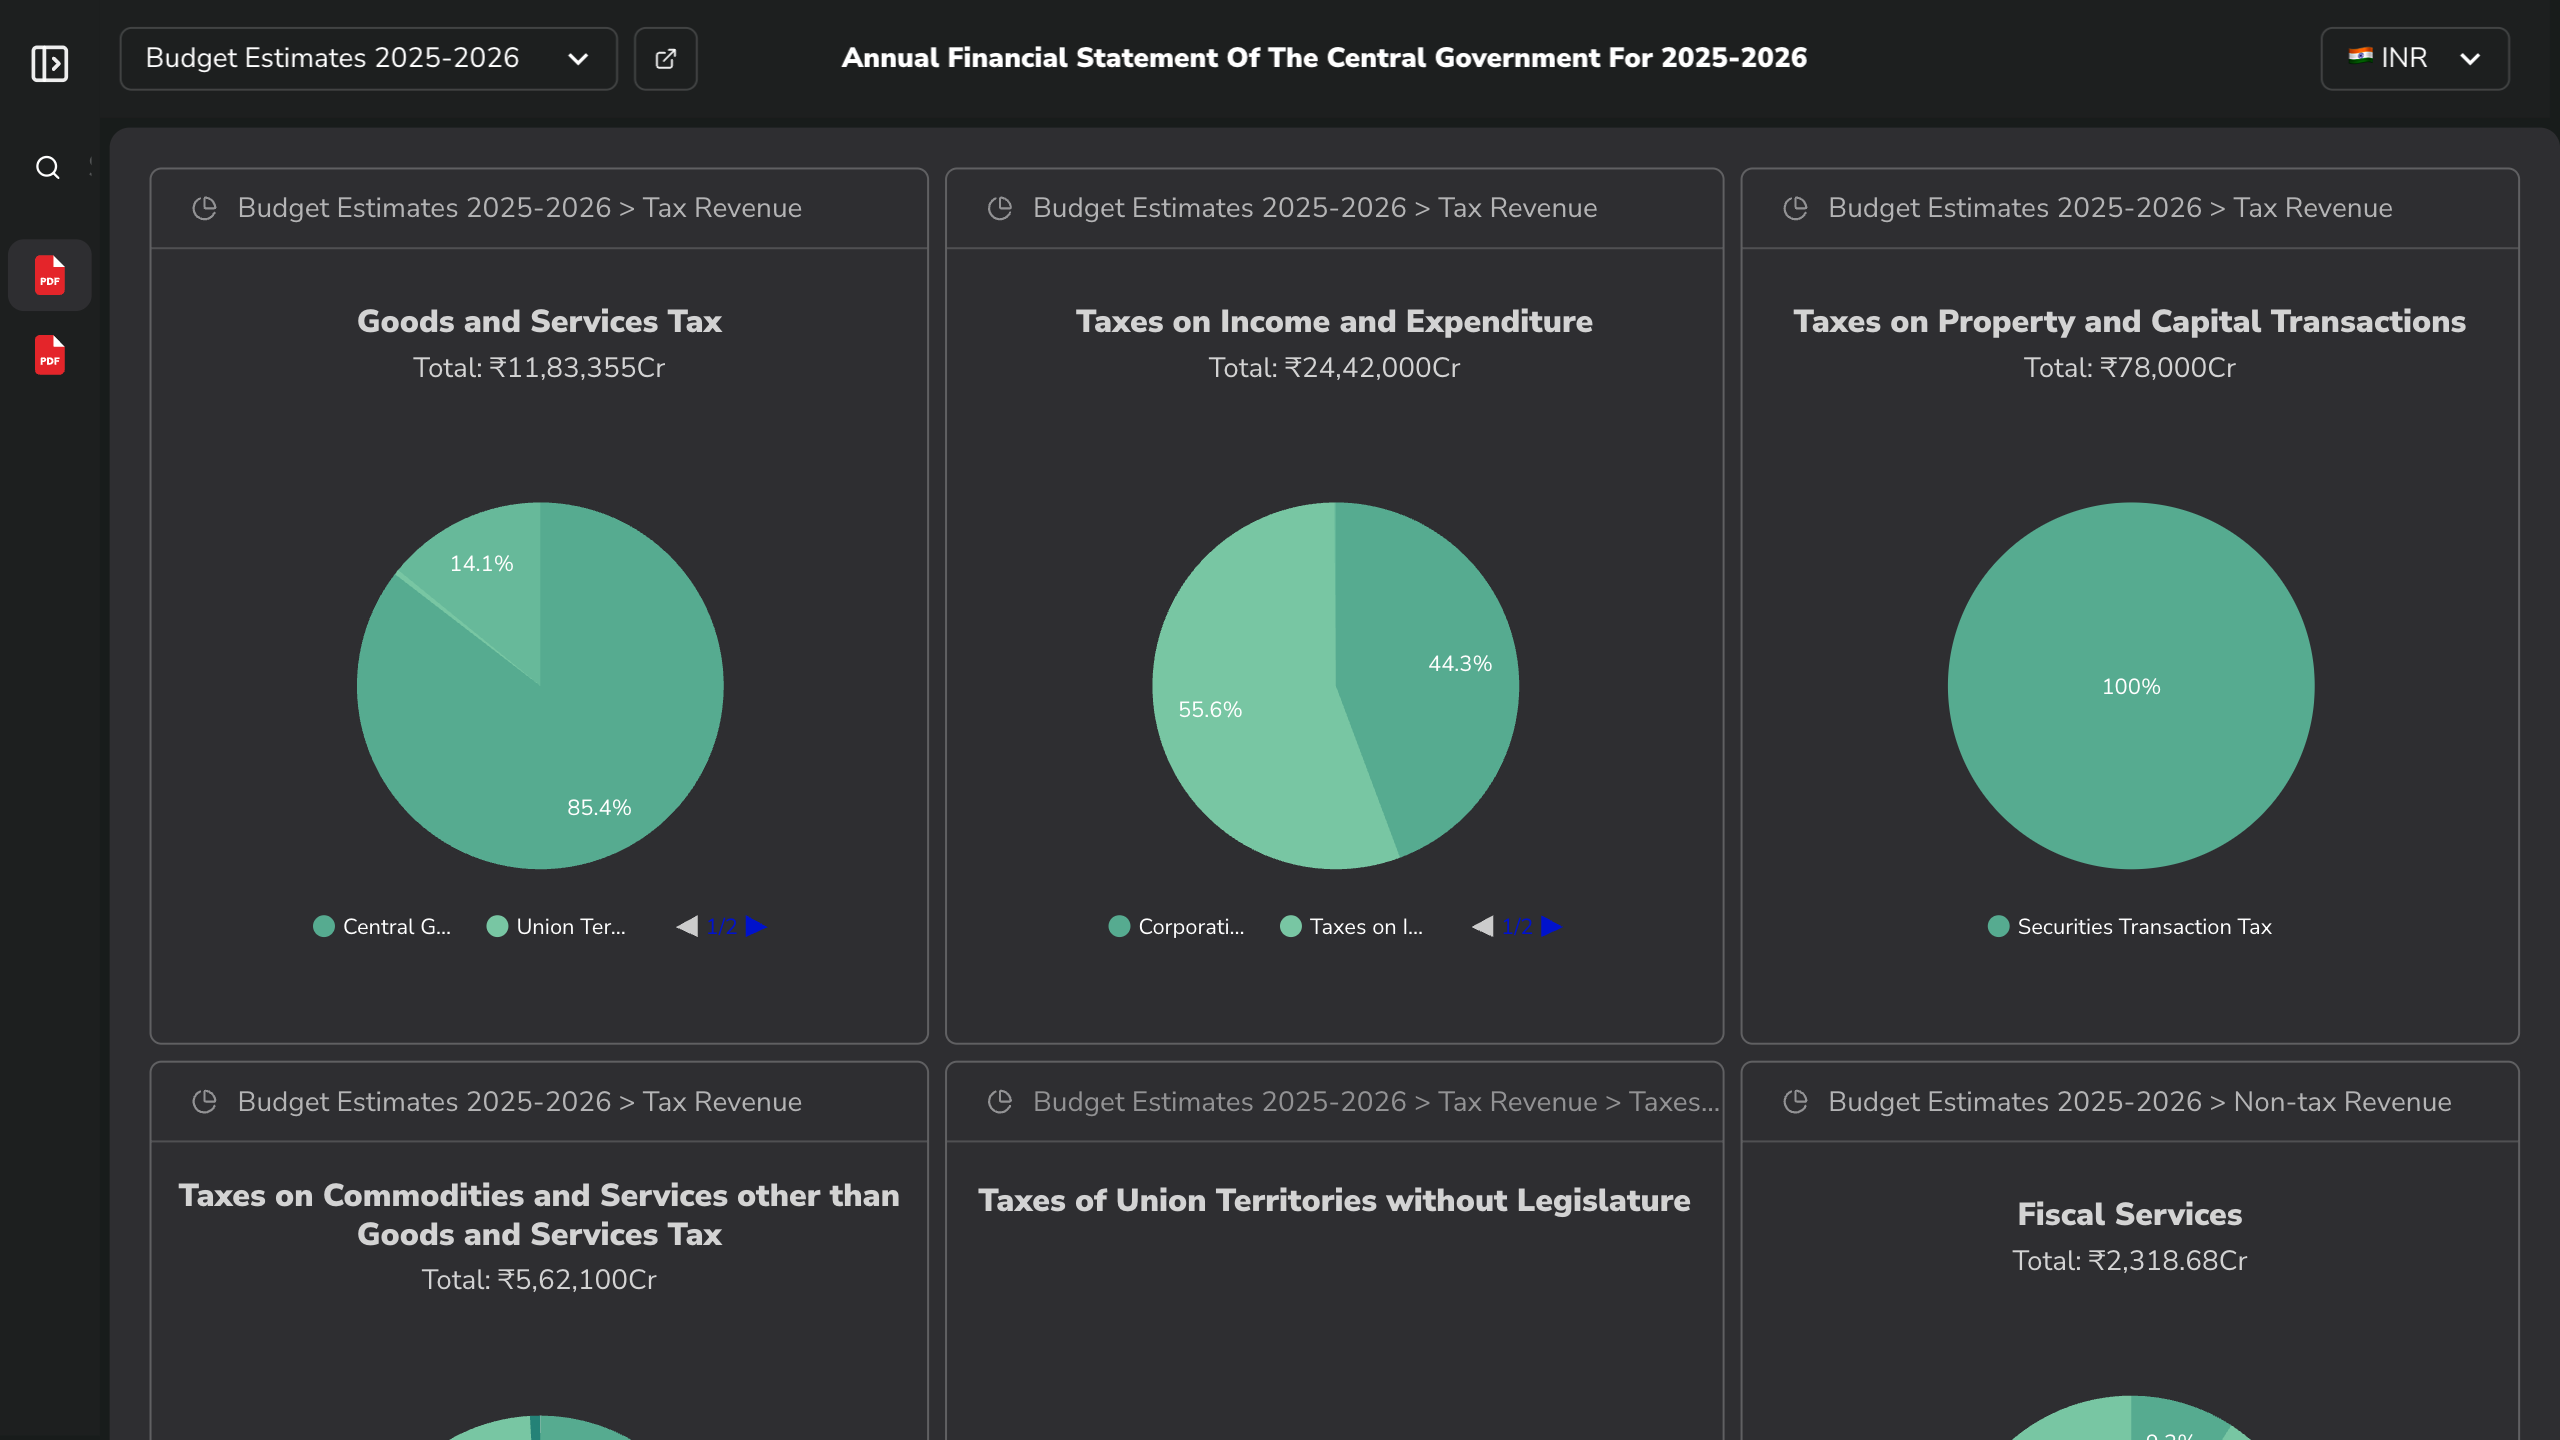 Budget Estimates 2025-2026
Annual Financial Statement Of The Central Government For 2025-2026
INR
PDF
PDF
Budget Estimates 2025-2026 > Tax Revenue
Goods and Services Tax
Total: ₹11,83,355Cr
14.1%
85.4%
Central G...
Union Ter...
1/2
Budget Estimates 2025-2026 > Tax Revenue
Taxes on Income and Expenditure
Total: ₹24,42,000Cr
44.3%
55.6%
Corporati...
Taxes on I...
1/2
Budget Estimates 2025-2026 > Tax Revenue
Taxes on Property and Capital Transactions
Total: ₹78,000Cr
100%
Securities Transaction Tax
Budget Estimates 2025-2026 > Tax Revenue
Taxes on Commodities and Services other than
Goods and Services Tax
Total: ₹5,62,100Cr
Budget Estimates 2025-2026 > Tax Revenue > Taxes...
Taxes of Union Territories without Legislature
Budget Estimates 2025-2026 > Non-tax Revenue
Fiscal Services
Total: ₹2,318.68Cr